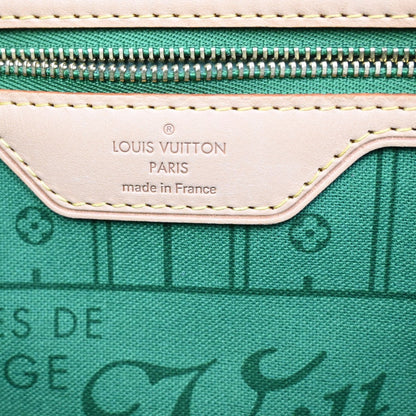 ®
LOUIS VUITTON
PARIS
made in France
ES DE
GE